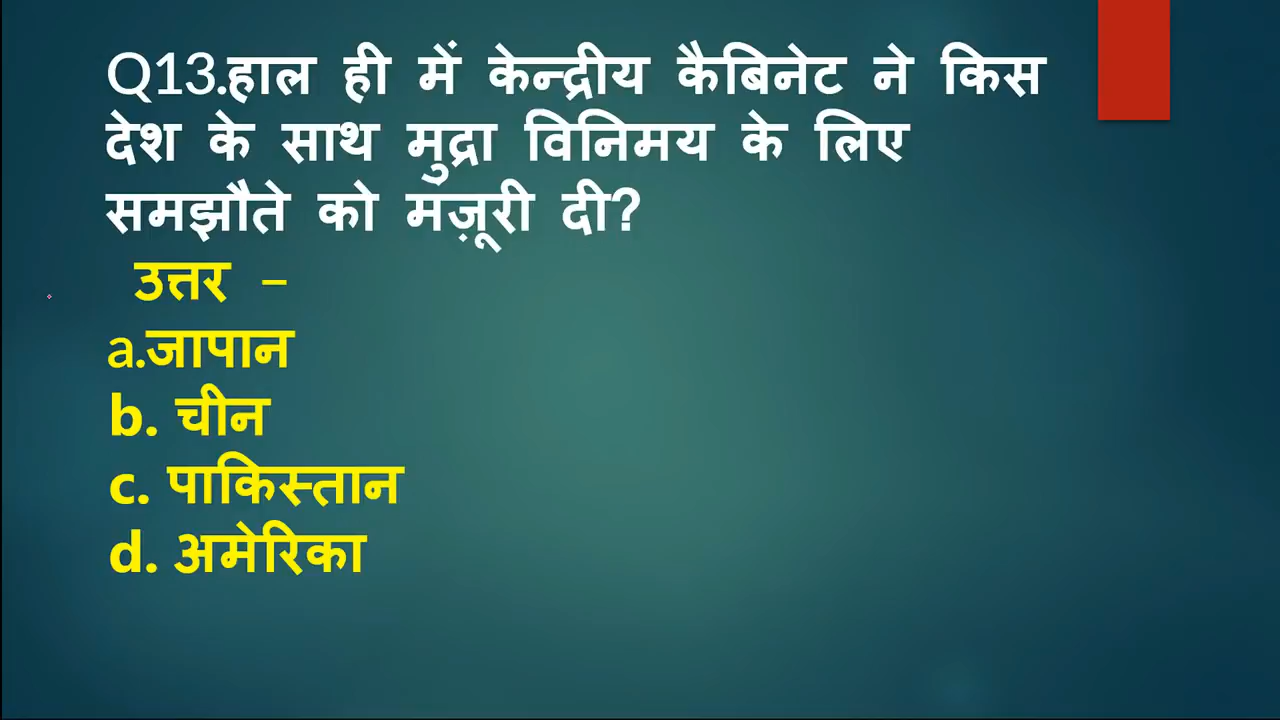 Q13.हाल ही में केन्द्रीय कैबिनेट ने किस
देश के साथ मुद्रा विनिमय के लिए
समझौते को मंज़ूरी दी?
उत्तर –
a.जापान
b. चीन
c. पाकिस्तान
d. अमेरिका